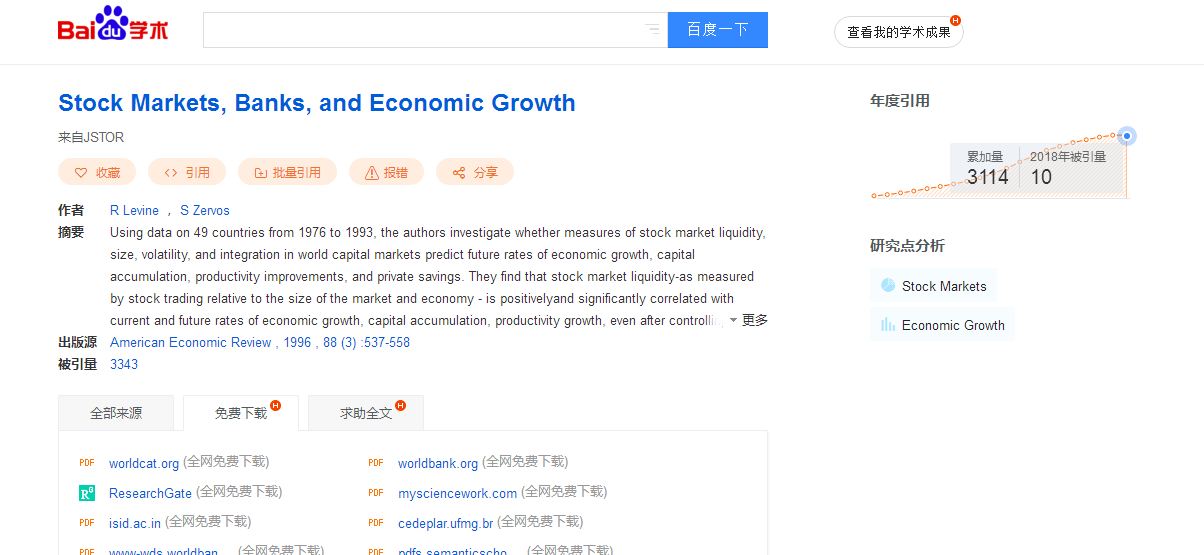 Bai du 学术
百度一下
查看我的学术成果
H
Stock Markets, Banks, and Economic Growth
来自JSTOR
收藏
引用
批量引用
报错
分享
作者 R Levine ， S Zervos
摘要 Using data on 49 countries from 1976 to 1993, the authors investigate whether measures of stock market liquidity,
size, volatility, and integration in world capital markets predict future rates of economic growth, capital
accumulation, productivity improvements, and private savings. They find that stock market liquidity-as measured
by stock trading relative to the size of the market and economy - is positivelyand significantly correlated with
current and future rates of economic growth, capital accumulation, productivity growth, even after controllin 更多
出版源 American Economic Review , 1996 , 88 (3) :537-558
被引量 3343
全部来源
免费下载 H
求助全文 H
PDF worldcat.org (全网免费下载)
PDF worldbank.org (全网免费下载)
R^G ResearchGate (全网免费下载)
PDF mysciencework.com (全网免费下载)
PDF isid.ac.in (全网免费下载)
PDF cedeplar.ufmg.br (全网免费下载)
PDF www-wds.worldban... (全网免费下载)
PDF pdfs.semanticscho... (全网免费下载)
年度引用
累加量 2018年被引量
3114 10
研究点分析
Stock Markets
Economic Growth